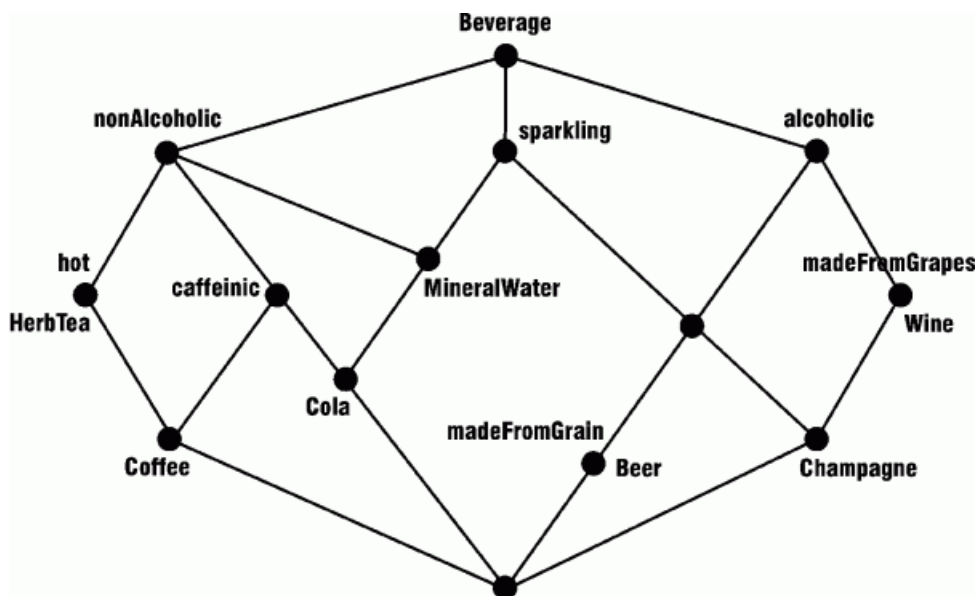 Beverage
nonAlcoholic
sparkling
alcoholic
hot
HerbTea
caffeinic
MineralWater
madeFromGrapes
Wine
Cola
madeFromGrain
Beer
Coffee
Champagne